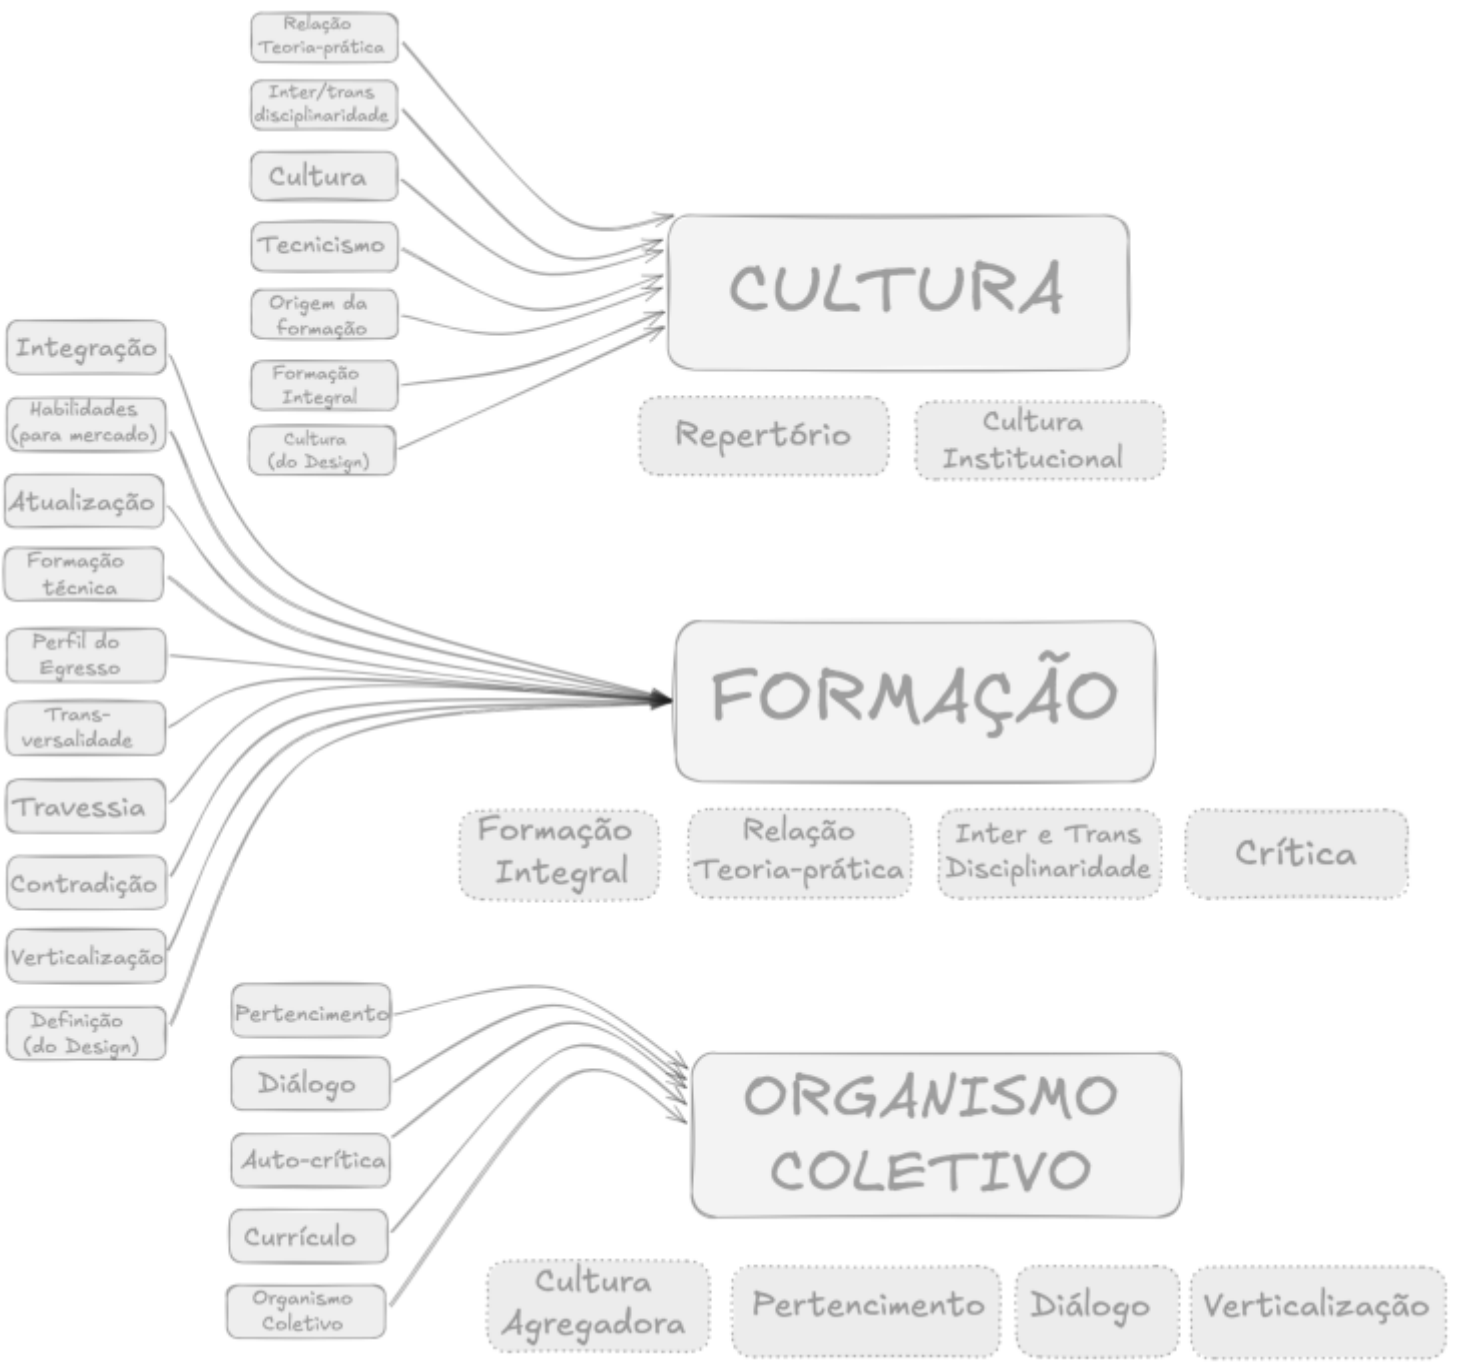 Relação
Teoria-prática
Inter/trans
disciplinaridade
Cultura
Tecnicismo
Origem da
formação
Formação
Integral
Cultura
(do Design)
CULTURA
Repertório
Cultura
Institucional
Integração
Habilidades
(para mercado)
Atualização
Formação
técnica
Perfil do
Egresso
Trans-
versalidade
Travessia
Contradição
Verticalização
Definição
(do Design)
FORMAÇÃO
Formação
Integral
Relação
Teoria-prática
Inter e Trans
Disciplinaridade
Crítica
Pertencimento
Diálogo
Auto-crítica
Currículo
Organismo
Coletivo
ORGANISMO
COLETIVO
Cultura
Agregadora
Pertencimento
Diálogo
Verticalização